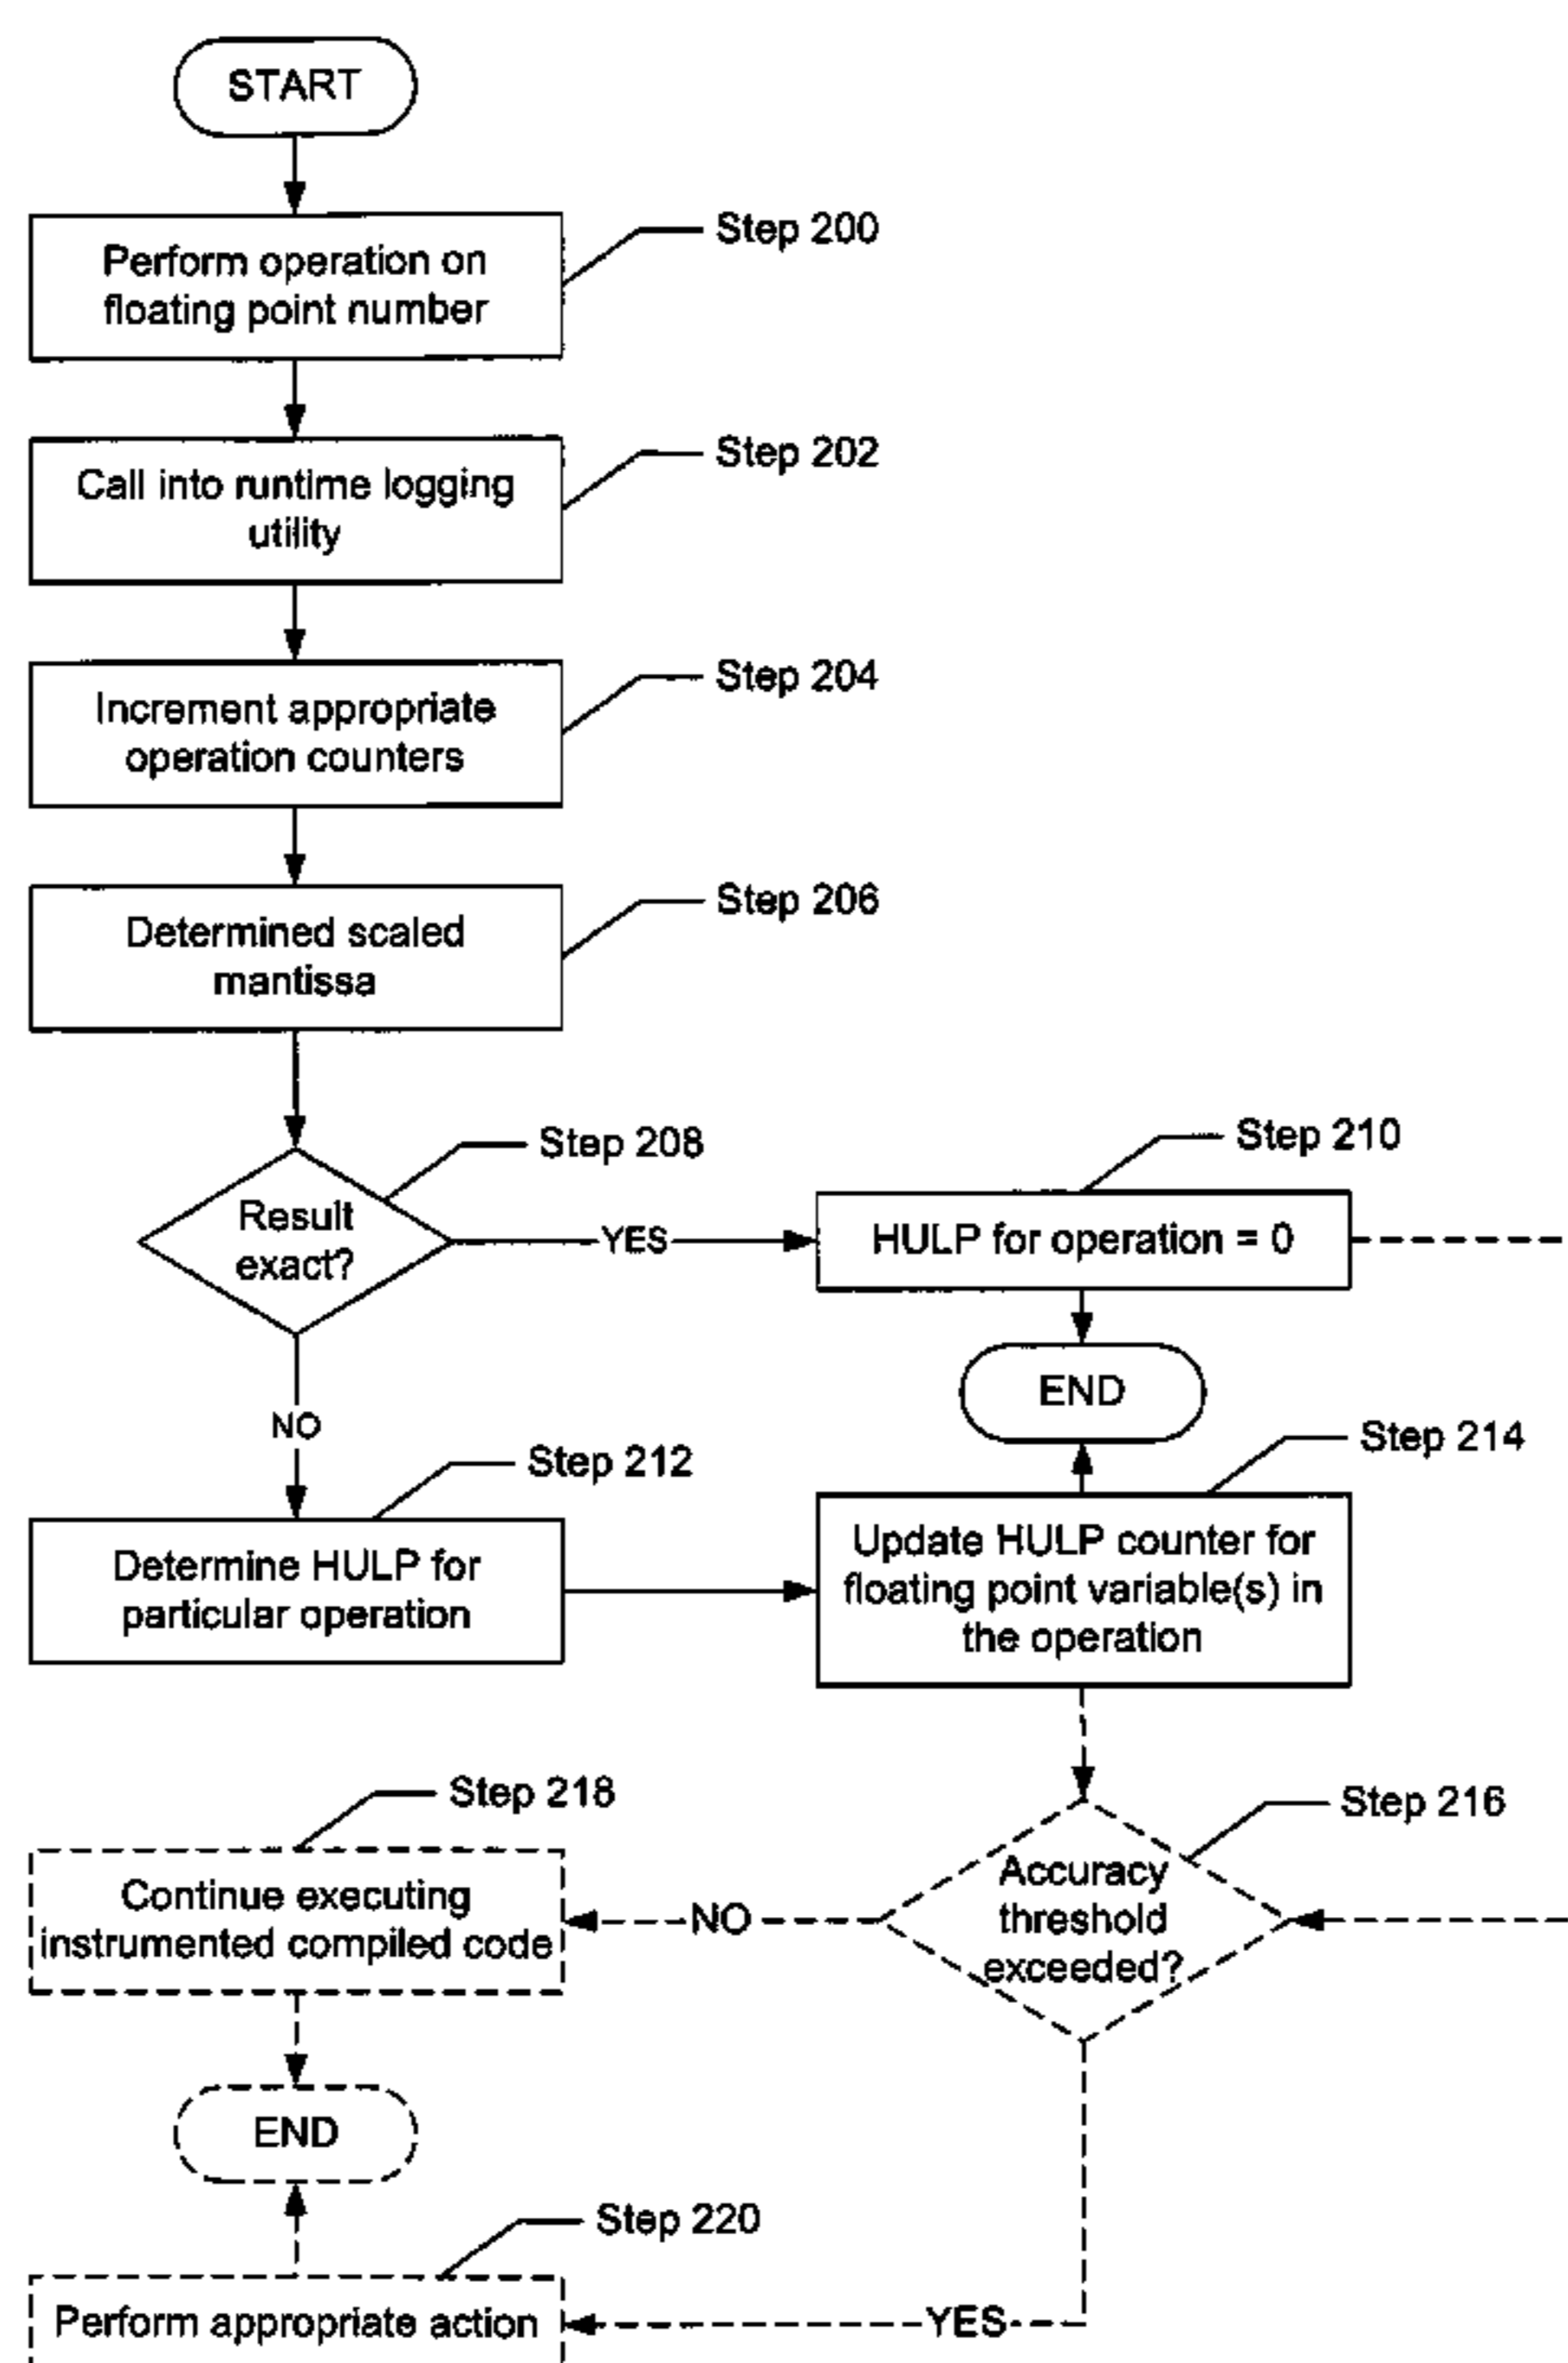 START
Step 200
Perform operation on
floating point number
Step 202
Call into runtime logging
utility
Step 204
Increment appropriate
operation counters
Step 206
Determined scaled
mantissa
Step 208
Result
exact?
YES
Step 210
HULP for operation = 0
END
NO
Step 212
Determine HULP for
particular operation
Step 214
Update HULP counter for
floating point variable(s) in
the operation
Step 216
Accuracy
threshold
exceeded?
NO
Step 218
Continue executing
instrumented compiled code
END
Step 220
Perform appropriate action
YES